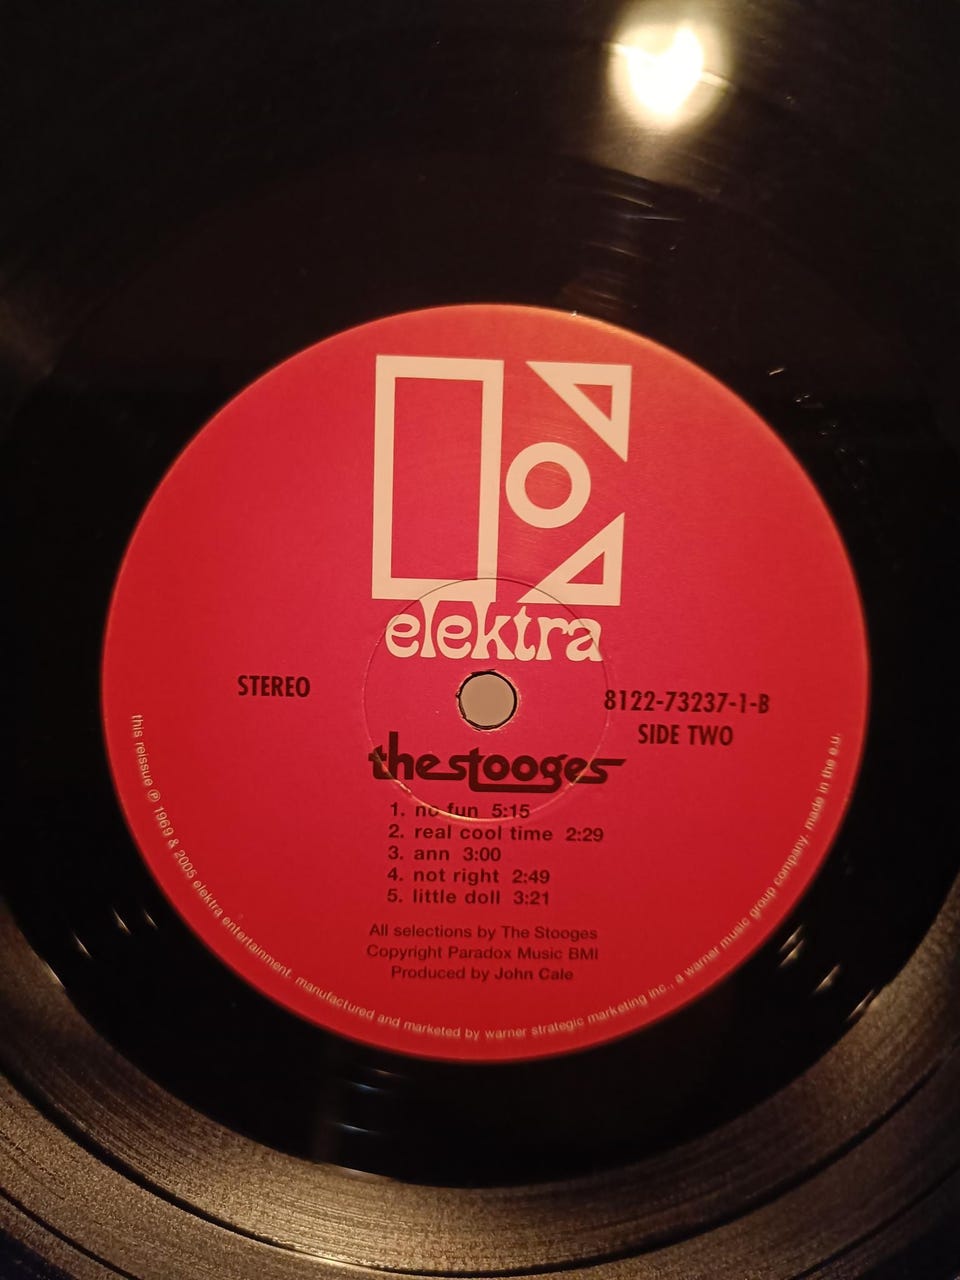 elektra
STEREO
8122-73237-1-B
SIDE TWO
the stooges
1. no fun 5:15
2. real cool time 2:29
3. ann 3:00
4. not right 2:49
5. little doll 3:21
All selections by The Stooges
Copyright Paradox Music BMI
Produced by John Cale
this reissue ℗ 1969 & 2005 elektra entertainment. manufactured and marketed by warner strategic marketing inc., a warner music group company. made in the e.u.